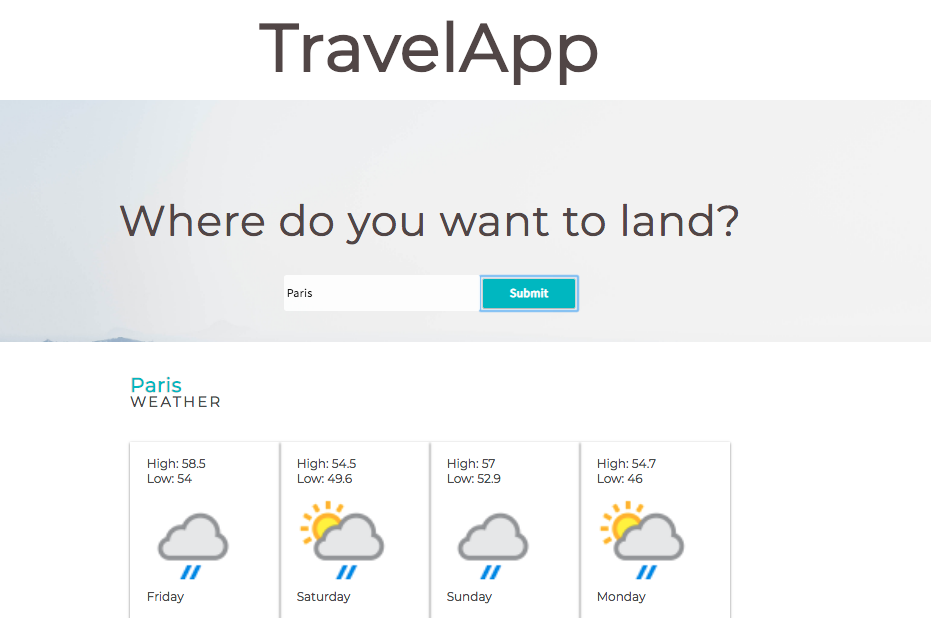 TravelApp
Where do you want to land?
Paris
Submit
Paris
WEATHER
High: 58.5
Low: 54
Friday
High: 54.5
Low: 49.6
Saturday
High: 57
Low: 52.9
Sunday
High: 54.7
Low: 46
Monday